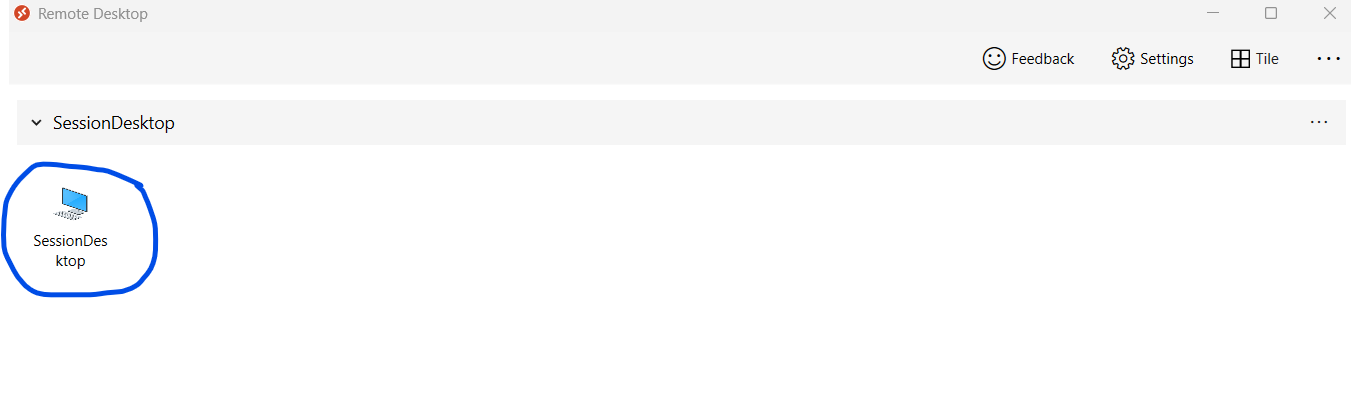 Remote Desktop
Feedback Settings Tile
SessionDesktop
SessionDes
ktop